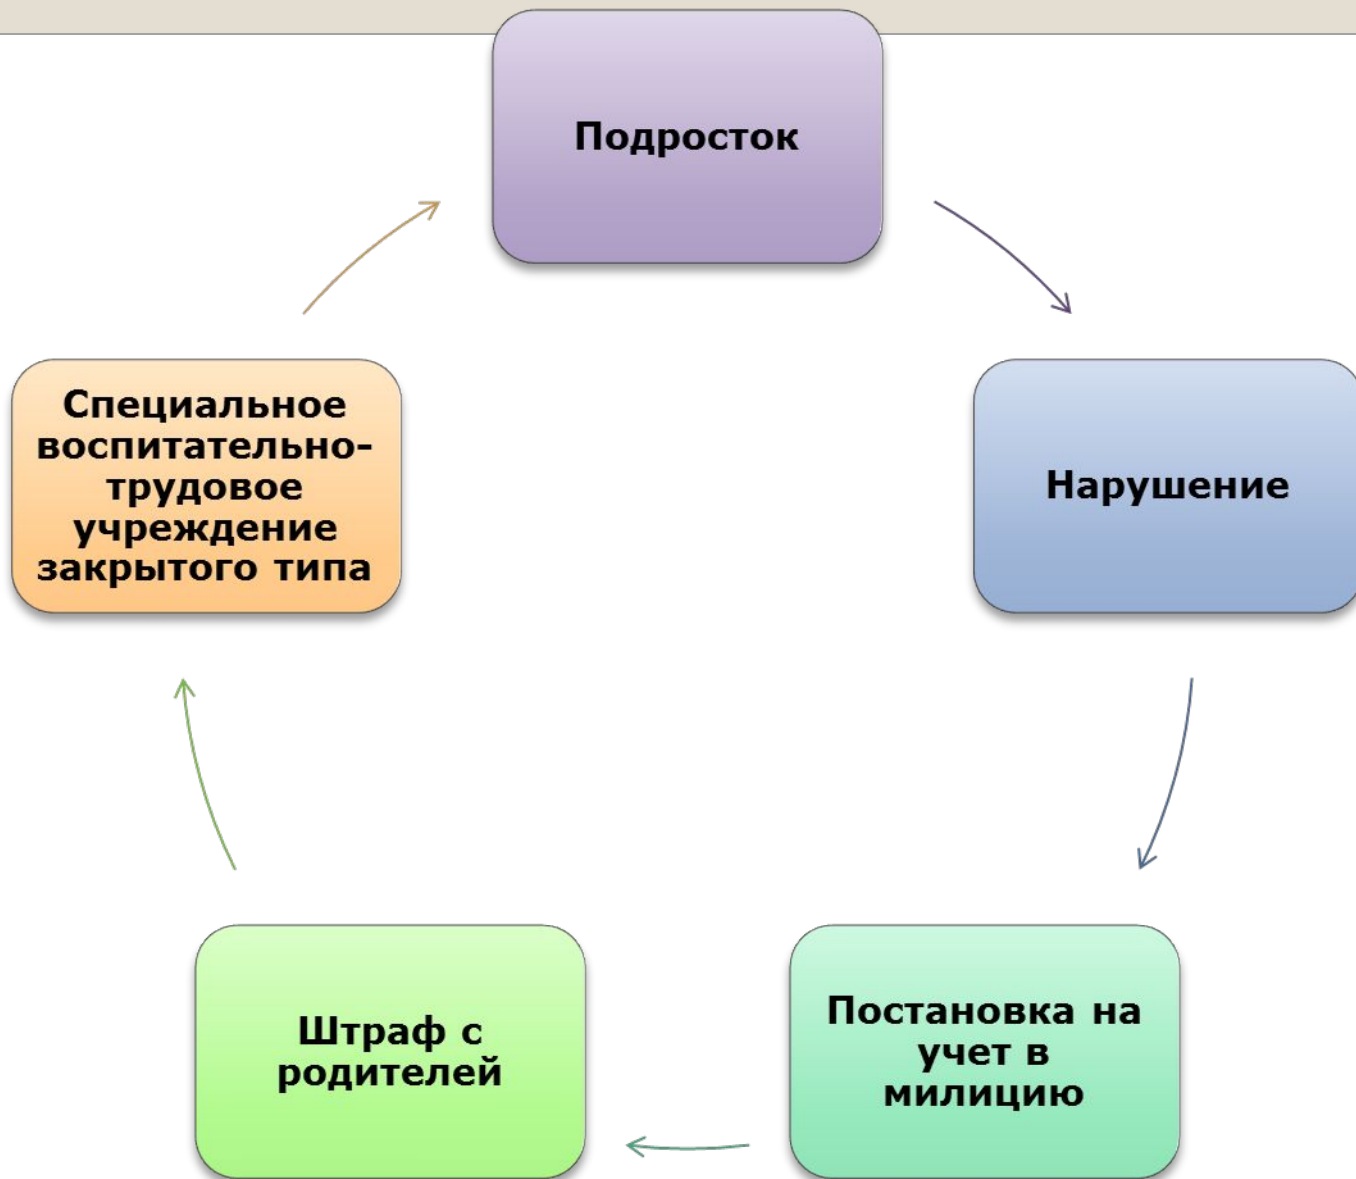 Подросток
Нарушение
Постановка на
учет в
милицию
Штраф с
родителей
Специальное
воспитательно-
трудовое
учреждение
закрытого типа